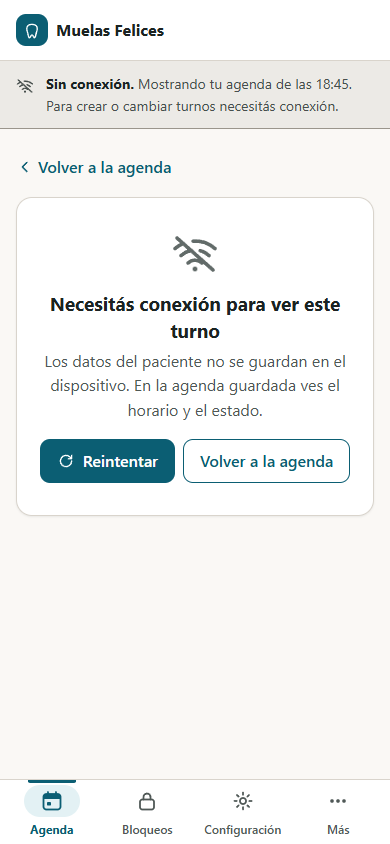 Muelas Felices
Sin conexión. Mostrando tu agenda de las 18:45.
Para crear o cambiar turnos necesitás conexión.
Volver a la agenda
Necesitás conexión para ver este
turno
Los datos del paciente no se guardan en el
dispositivo. En la agenda guardada ves el
horario y el estado.
Reintentar
Volver a la agenda
Agenda
Bloqueos
Configuración
Más